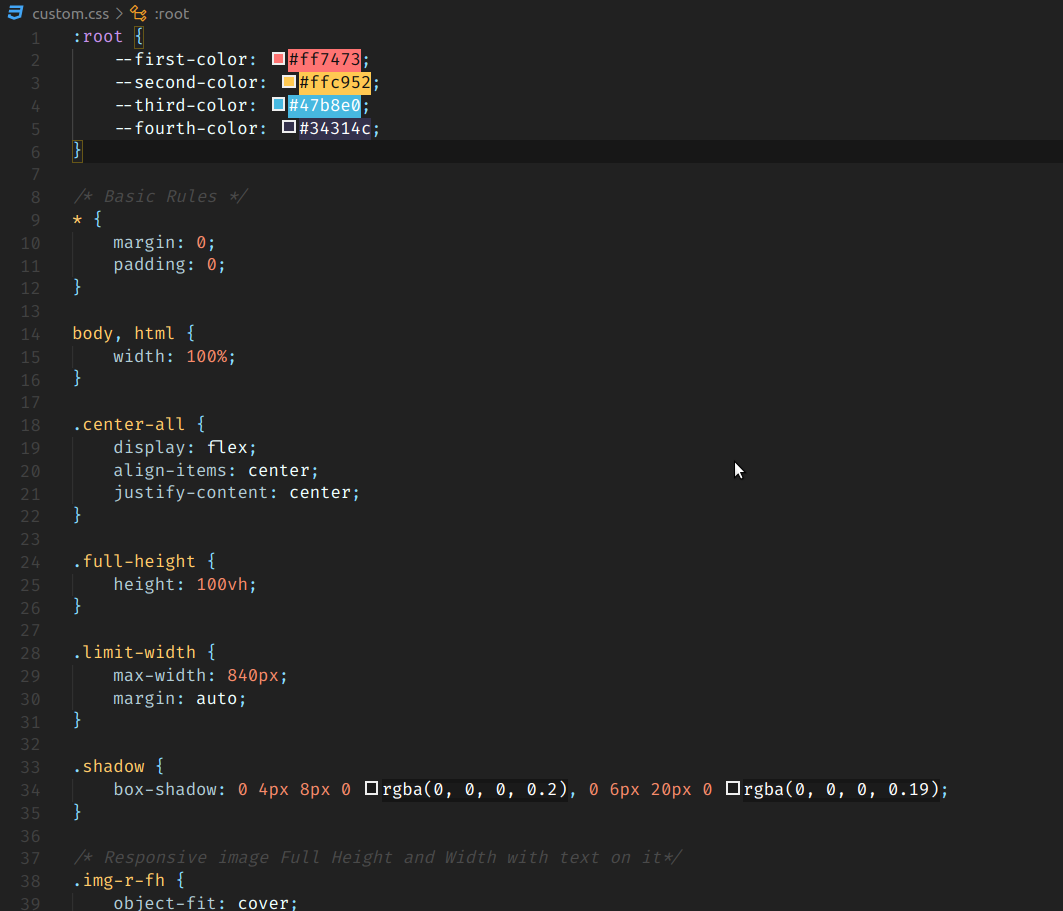 custom.css > :root
1 :root {
2 --first-color: #ff7473;
3 --second-color: #ffc952;
4 --third-color: #47b8e0;
5 --fourth-color: #34314c;
6 }
7
8 /* Basic Rules */
9 * {
10 margin: 0;
11 padding: 0;
12 }
13
14 body, html {
15 width: 100%;
16 }
17
18 .center-all {
19 display: flex;
20 align-items: center;
21 justify-content: center;
22 }
23
24 .full-height {
25 height: 100vh;
26 }
27
28 .limit-width {
29 max-width: 840px;
30 margin: auto;
31 }
32
33 .shadow {
34 box-shadow: 0 4px 8px 0 rgba(0, 0, 0, 0.2), 0 6px 20px 0 rgba(0, 0, 0, 0.19);
35 }
36
37 /* Responsive image Full Height and Width with text on it*/
38 .img-r-fh {
39 object-fit: cover;